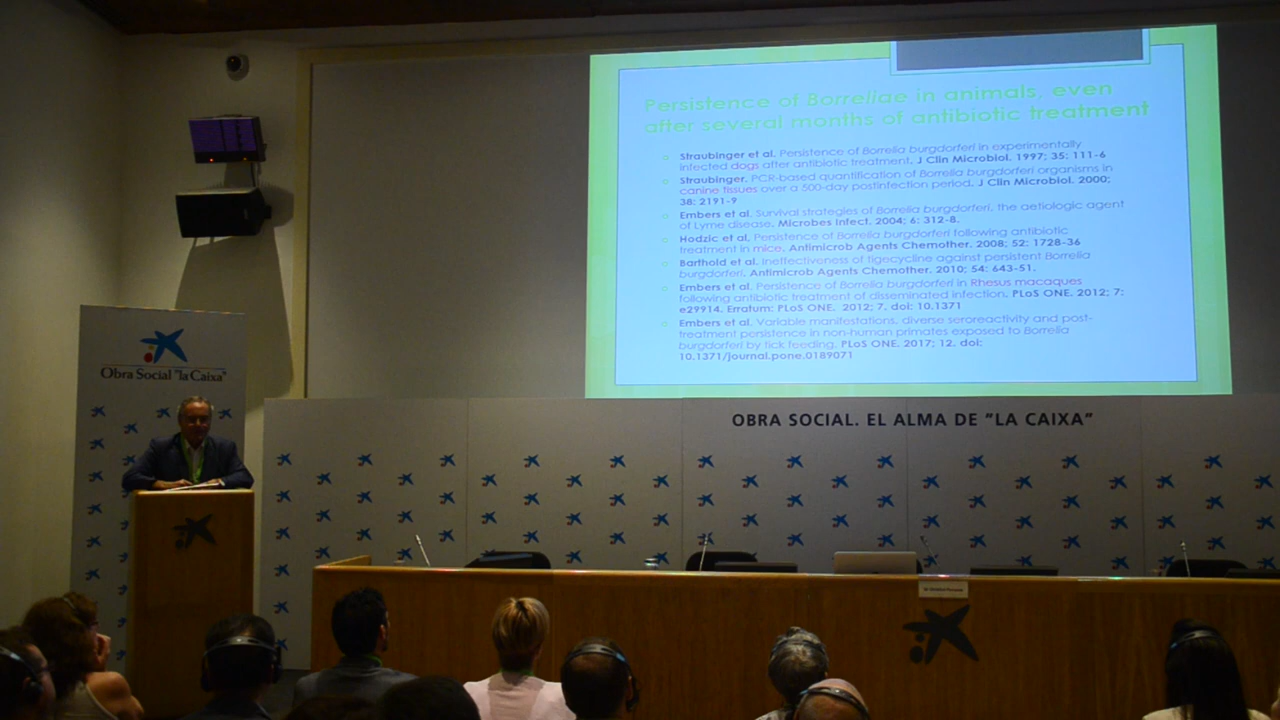 Persistence of Borreliae in animals, even
after several months of antibiotic treatment
Straubinger et al. Persistence of Borrelia burgdorferi in experimentally
infected dogs after antibiotic treatment. J Clin Microbiol. 1997; 35: 111-6
Straubinger. PCR-based quantification of Borrelia burgdorferi organisms in
canine tissues over a 500-day postinfection period. J Clin Microbiol. 2000;
38: 2191-9
Embers et al. Survival strategies of Borrelia burgdorferi, the aetiologic agent
of Lyme disease. Microbes Infect. 2004; 6: 312-8.
Hodzic et al. Persistence of Borrelia burgdorferi following antibiotic
treatment in mice. Antimicrob Agents Chemother. 2008; 52: 1728-36
Barthold et al. Ineffectiveness of tigecycline against persistent Borrelia
burgdorferi. Antimicrob Agents Chemother. 2010; 54: 643-51.
Embers et al. Persistence of Borrelia burgdorferi in Rhesus macaques
following antibiotic treatment of disseminated infection. PLoS ONE. 2012; 7:
e29914. Erratum: PLoS ONE. 2012; 7. doi: 10.1371
Embers et al. Variable manifestations, diverse seroreactivity and post-
treatment persistence in non-human primates exposed to Borrelia
burgdorferi by tick feeding. PLoS ONE. 2017; 12. doi:
10.1371/journal.pone.0189071
Obra Social "la Caixa"
OBRA SOCIAL. EL ALMA DE "LA CAIXA"